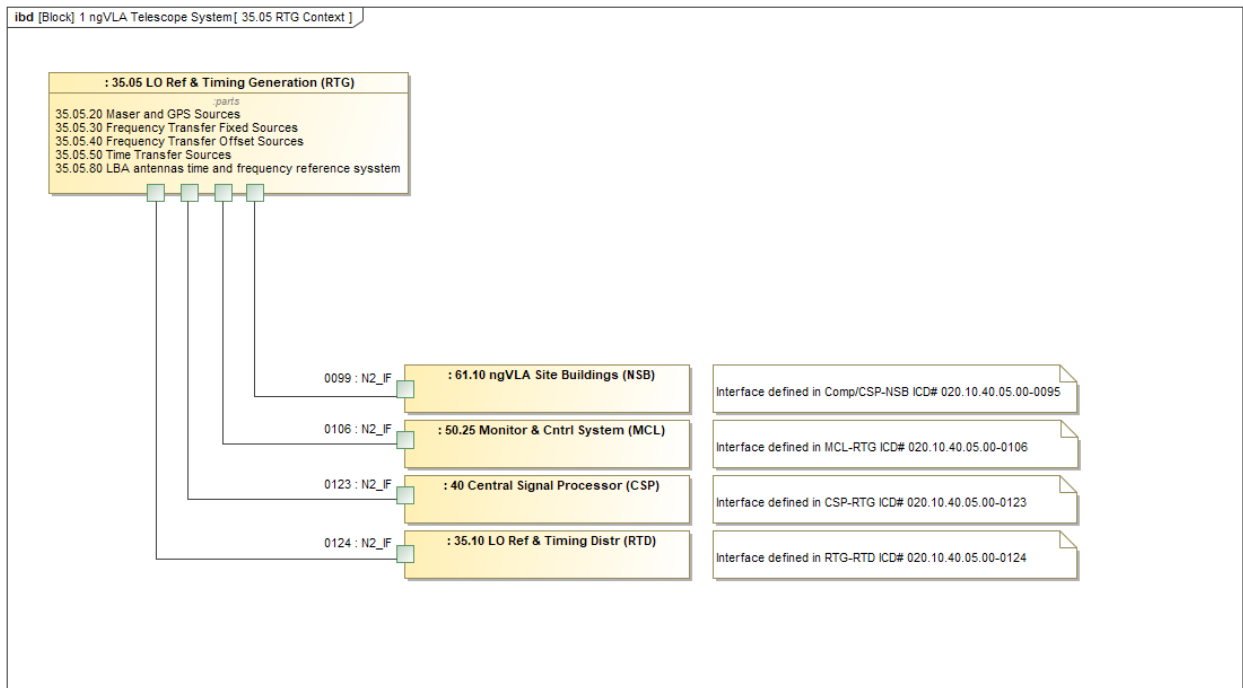 ibd [Block] 1 ngVLA Telescope System[ 35.05 RTG Context ]
: 35.05 LO Ref & Timing Generation (RTG)
:parts
35.05.20 Maser and GPS Sources
35.05.30 Frequency Transfer Fixed Sources
35.05.40 Frequency Transfer Offset Sources
35.05.50 Time Transfer Sources
35.05.80 LBA antennas time and frequency reference sysstem
0099 : N2_IF
: 61.10 ngVLA Site Buildings (NSB)
Interface defined in Comp/CSP-NSB ICD# 020.10.40.05.00-0095
0106 : N2_IF
: 50.25 Monitor & Cntrl System (MCL)
Interface defined in MCL-RTG ICD# 020.10.40.05.00-0106
0123 : N2_IF
: 40 Central Signal Processor (CSP)
Interface defined in CSP-RTG ICD# 020.10.40.05.00-0123
0124 : N2_IF
: 35.10 LO Ref & Timing Distr (RTD)
Interface defined in RTG-RTD ICD# 020.10.40.05.00-0124